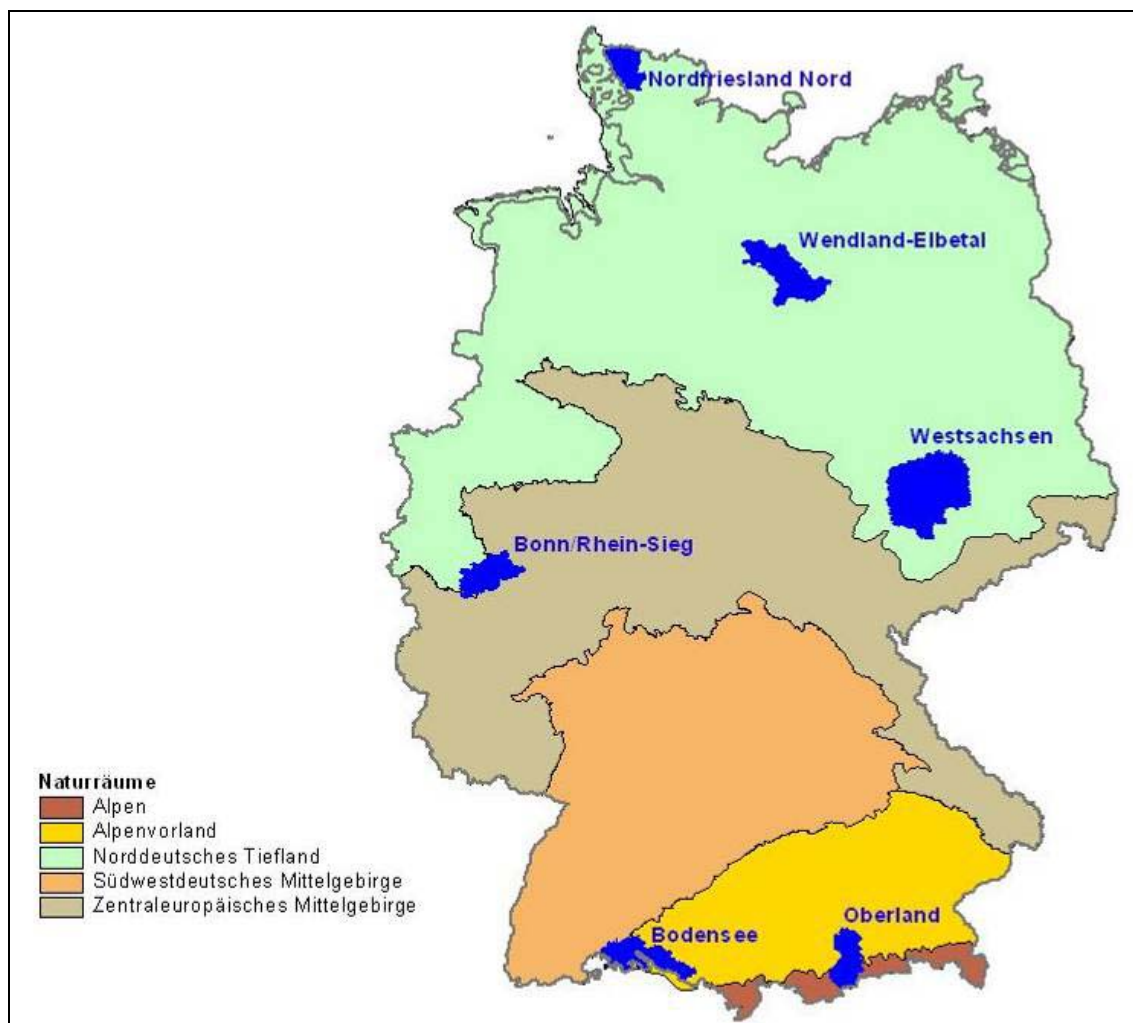 Nordfriesland Nord
Wendland-Elbetal
Westsachsen
Bonn/Rhein-Sieg
Naturräume
Alpen
Alpenvorland
Norddeutsches Tiefland
Südwestdeutsches Mittelgebirge
Zentraleuropäisches Mittelgebirge
Oberland
Bodensee